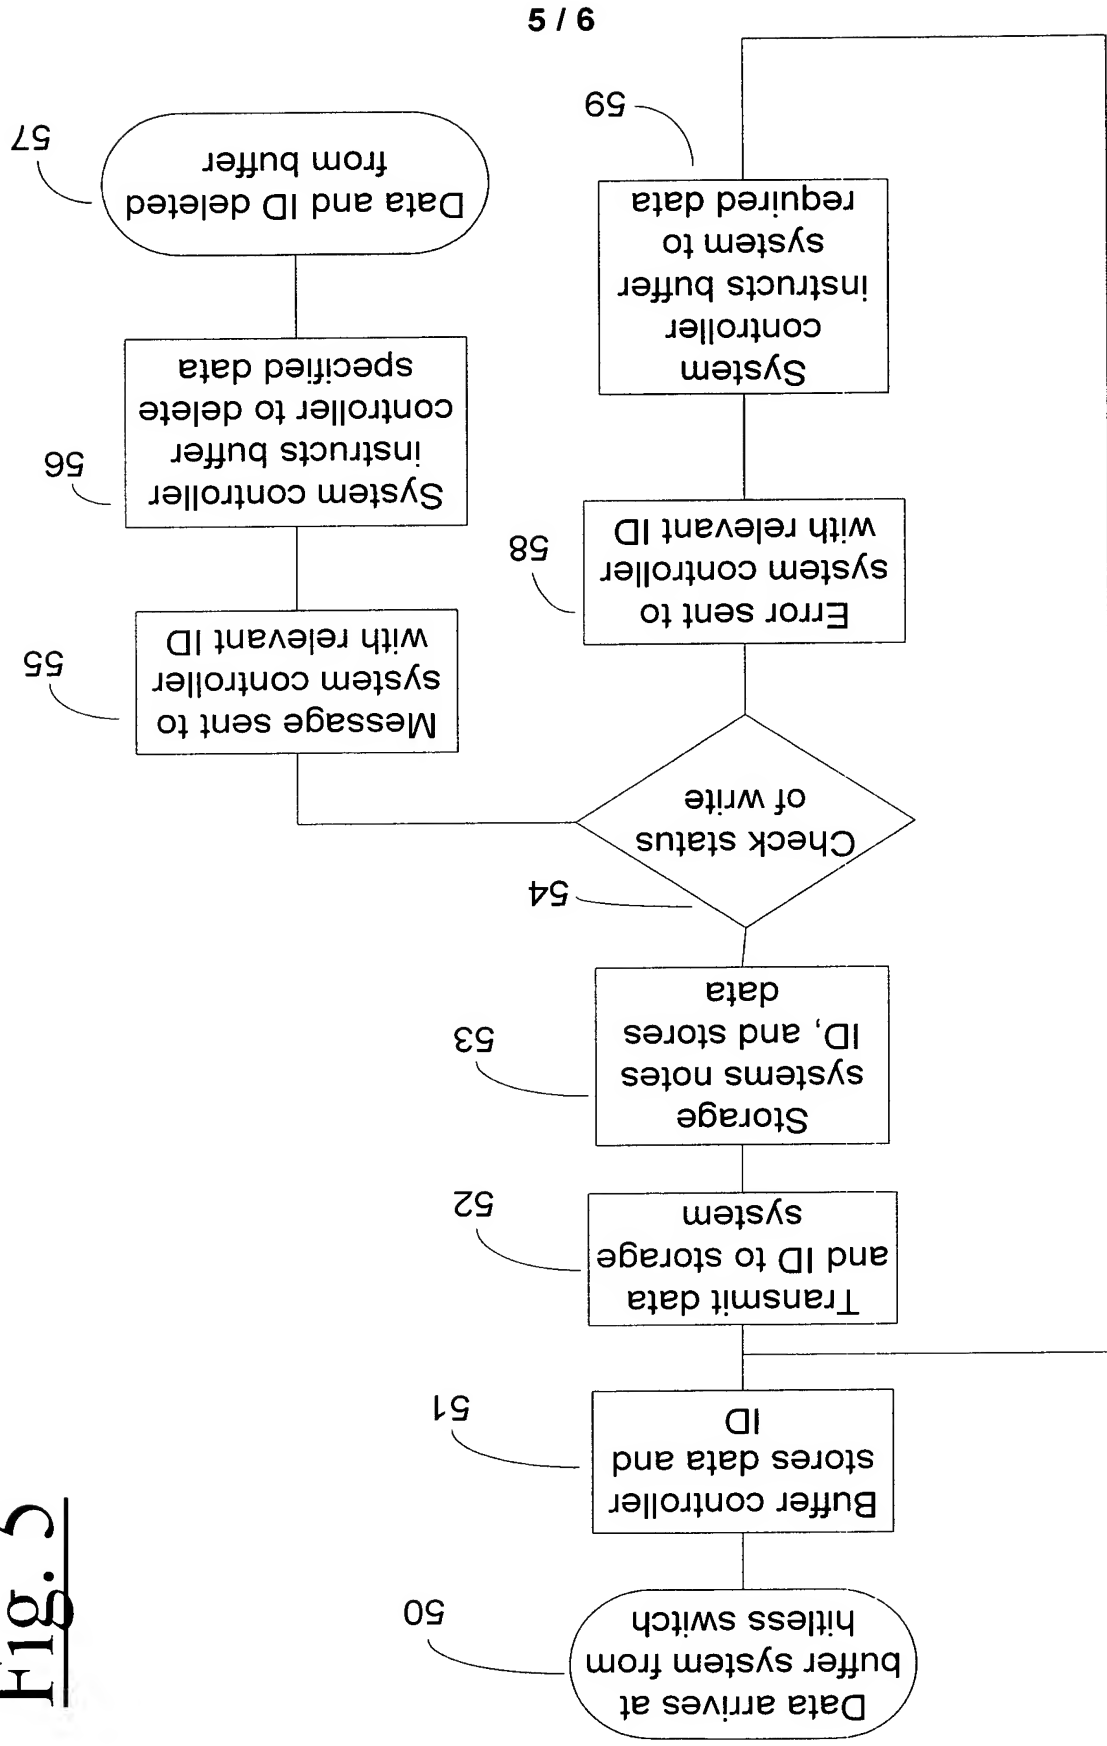 5 / 6
Fig. 5
Data arrives at
buffer system from
hitless switch
50
Buffer controller
stores data and
ID
51
Transmit data
and ID to storage
system
52
Storage
systems notes
ID, and stores
data
53
Check status
of write
54
Message sent to
system controller
with relevant ID
55
System controller
instructs buffer
controller to delete
specified data
56
Data and ID deleted
from buffer
57
Error sent to
system controller
with relevant ID
58
System
controller
instructs buffer
system to
required data
59